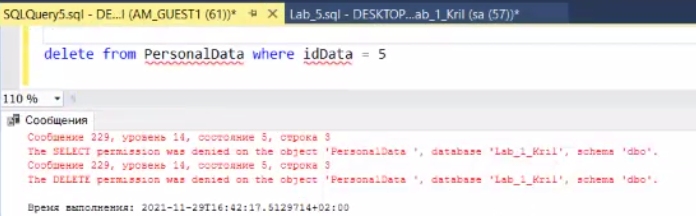 SQLQuery5.sql - DE...l (AM_GUEST1 (61))*
Lab_5.sql - DESKTOP...ab_1_Kril (sa (57))*
delete from PersonalData where idData = 5
110 %
Сообщения
Сообщение 229, уровень 14, состояние 5, строка 3
The SELECT permission was denied on the object 'PersonalData ', database 'Lab_1_Kril', schema 'dbo'.
Сообщение 229, уровень 14, состояние 5, строка 3
The DELETE permission was denied on the object 'PersonalData ', database 'Lab_1_Kril', schema 'dbo'.
Время выполнения: 2021-11-29T16:42:17.5129714+02:00